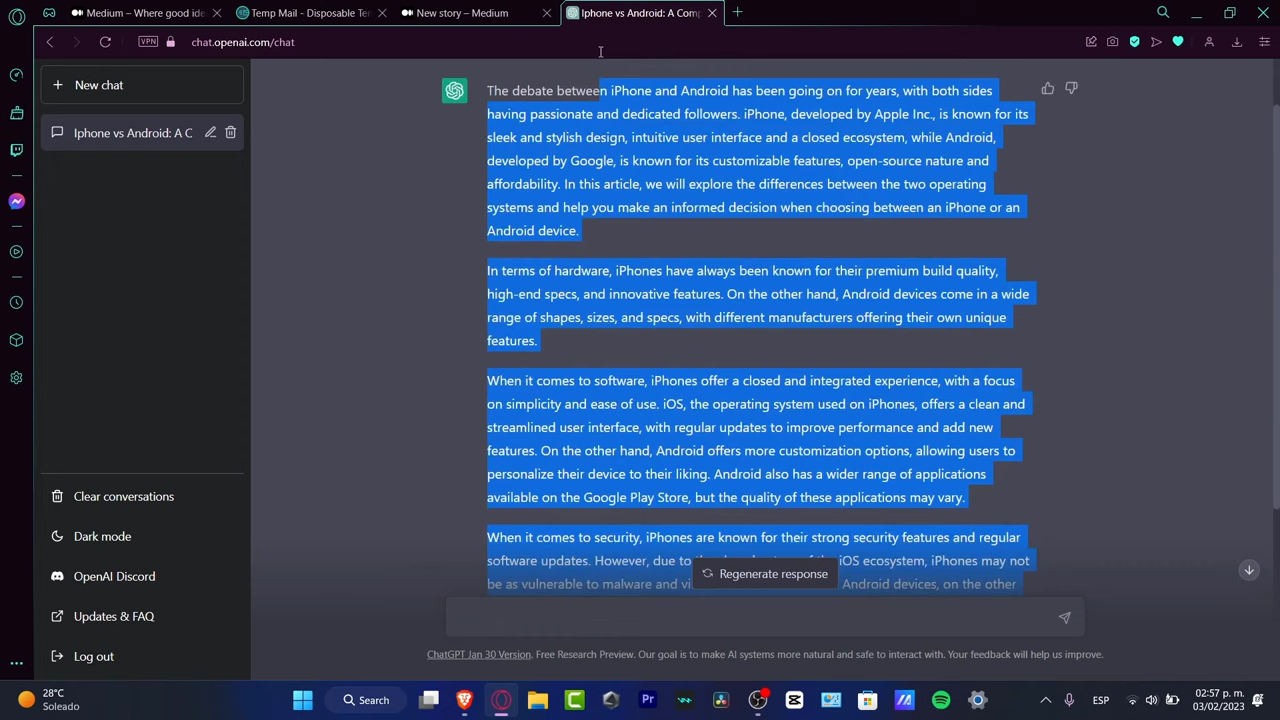 Medium – Where good ide
Temp Mail - Disposable Ten
New story – Medium
Iphone vs Android: A Comp
VPN
chat.openai.com/chat
New chat
Iphone vs Android: A C
Clear conversations
Dark mode
OpenAI Discord
Updates & FAQ
Log out
The debate between iPhone and Android has been going on for years, with both sides
having passionate and dedicated followers. iPhone, developed by Apple Inc., is known for its
sleek and stylish design, intuitive user interface and a closed ecosystem, while Android,
developed by Google, is known for its customizable features, open-source nature and
affordability. In this article, we will explore the differences between the two operating
systems and help you make an informed decision when choosing between an iPhone or an
Android device.
In terms of hardware, iPhones have always been known for their premium build quality,
high-end specs, and innovative features. On the other hand, Android devices come in a wide
range of shapes, sizes, and specs, with different manufacturers offering their own unique
features.
When it comes to software, iPhones offer a closed and integrated experience, with a focus
on simplicity and ease of use. iOS, the operating system used on iPhones, offers a clean and
streamlined user interface, with regular updates to improve performance and add new
features. On the other hand, Android offers more customization options, allowing users to
personalize their device to their liking. Android also has a wider range of applications
available on the Google Play Store, but the quality of these applications may vary.
When it comes to security, iPhones are known for their strong security features and regular
software updates. However, due to iOS ecosystem, iPhones may not
be as vulnerable to malware and Android devices, on the other
Regenerate response
ChatGPT Jan 30 Version. Free Research Preview. Our goal is to make AI systems more natural and safe to interact with. Your feedback will help us improve.
28°C
Soleado
Search
Pr
ESP
02:57 p. m.
03/02/2023